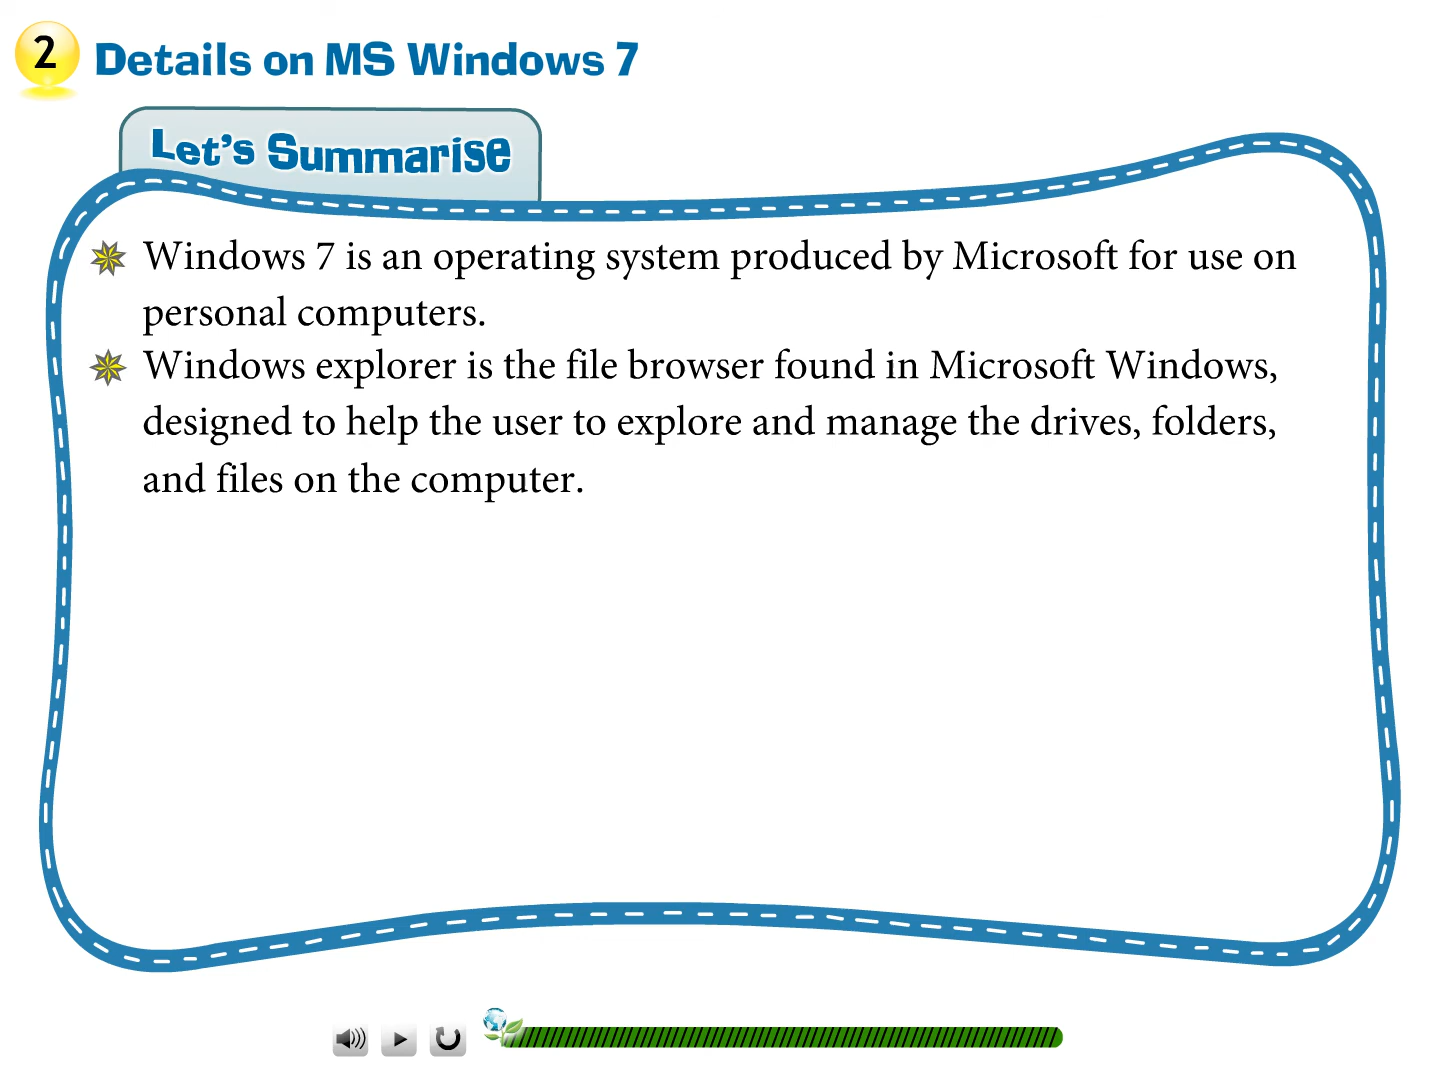 2
Details on MS Windows 7
Let's Summarise
Windows 7 is an operating system produced by Microsoft for use on
personal computers.
Windows explorer is the file browser found in Microsoft Windows,
designed to help the user to explore and manage the drives, folders,
and files on the computer.